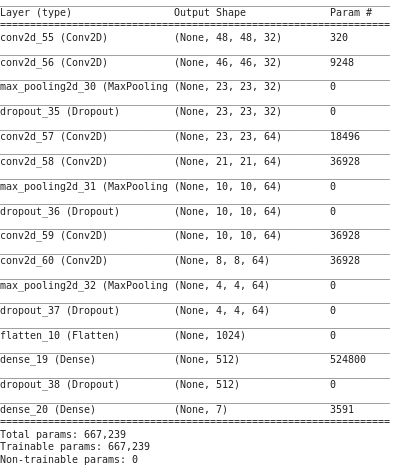 Layer (type) Output Shape Param #
=================================================================
conv2d_55 (Conv2D) (None, 48, 48, 32) 320
conv2d_56 (Conv2D) (None, 46, 46, 32) 9248
max_pooling2d_30 (MaxPooling (None, 23, 23, 32) 0
dropout_35 (Dropout) (None, 23, 23, 32) 0
conv2d_57 (Conv2D) (None, 23, 23, 64) 18496
conv2d_58 (Conv2D) (None, 21, 21, 64) 36928
max_pooling2d_31 (MaxPooling (None, 10, 10, 64) 0
dropout_36 (Dropout) (None, 10, 10, 64) 0
conv2d_59 (Conv2D) (None, 10, 10, 64) 36928
conv2d_60 (Conv2D) (None, 8, 8, 64) 36928
max_pooling2d_32 (MaxPooling (None, 4, 4, 64) 0
dropout_37 (Dropout) (None, 4, 4, 64) 0
flatten_10 (Flatten) (None, 1024) 0
dense_19 (Dense) (None, 512) 524800
dropout_38 (Dropout) (None, 512) 0
dense_20 (Dense) (None, 7) 3591
=================================================================
Total params: 667,239
Trainable params: 667,239
Non-trainable params: 0